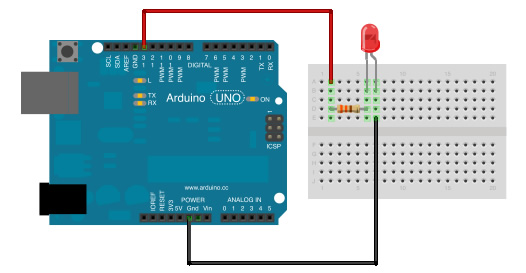 SCL
SDA
AREF
GND
13
12
11
10
9
8
7
6
5
4
3
2
1
0
PWM
PWM
PWM
PWM
PWM
PWM
TX
RX
DIGITAL
L
TX
RX
Arduino UNO
ON
1
ICSP
www.arduino.cc
POWER
ANALOG IN
IOREF
RESET
3V3
5V
Gnd
Vin
0 1 2 3 4 5